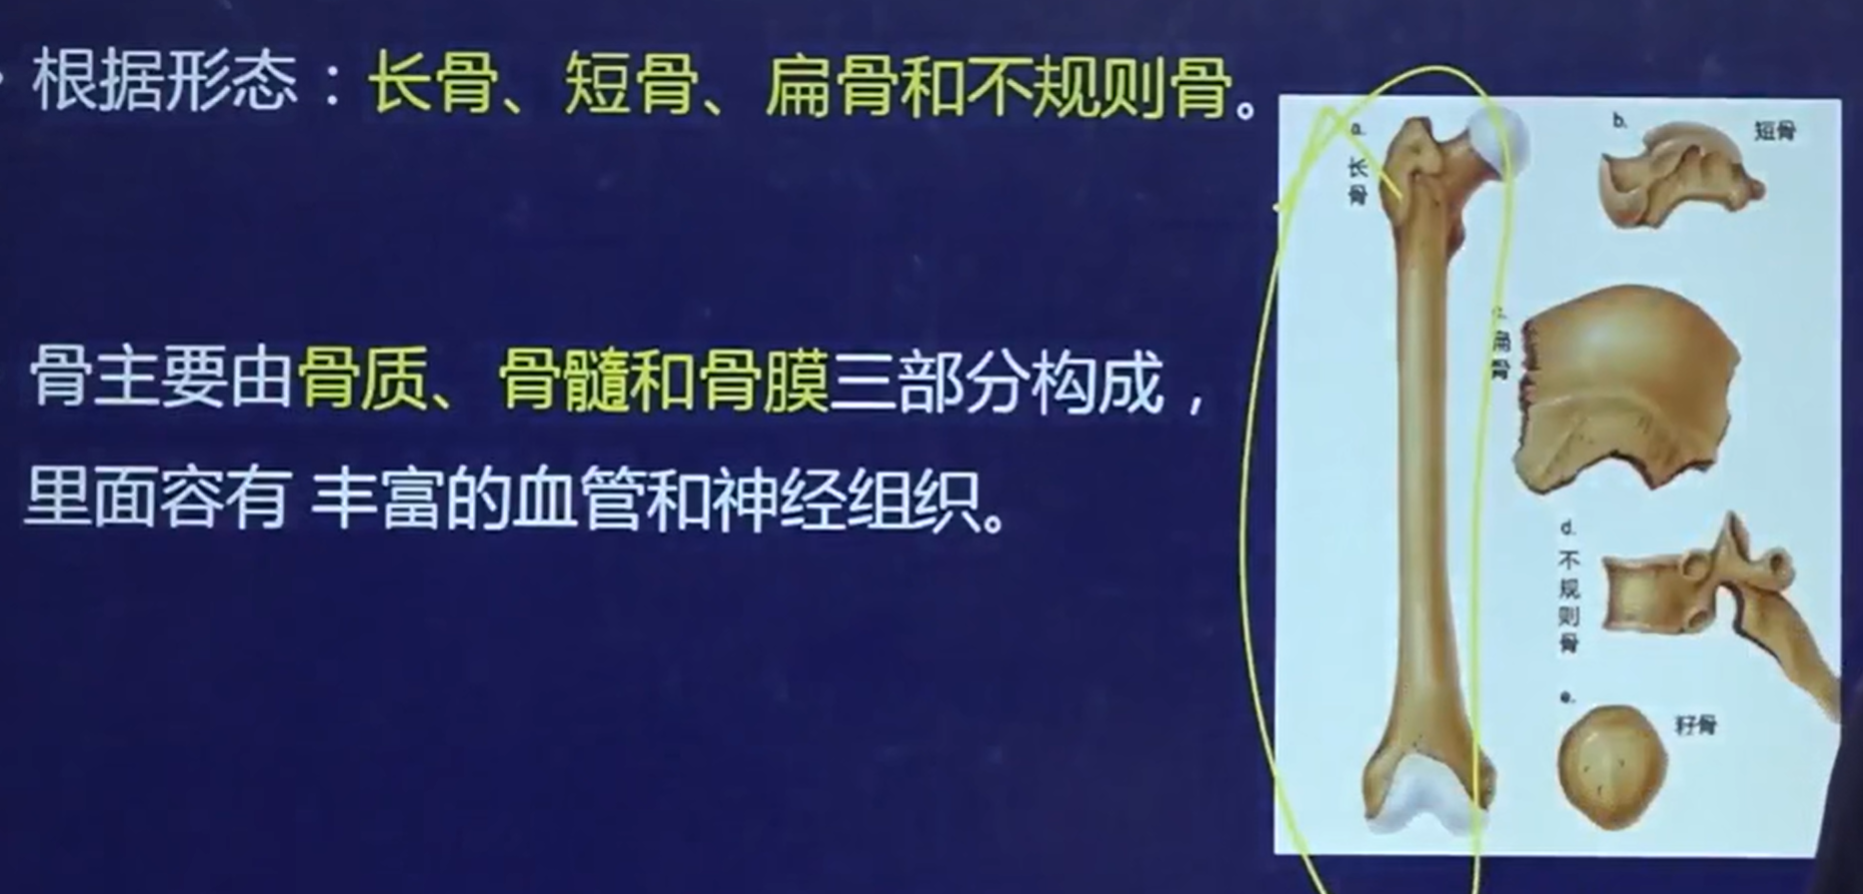 · 根据形态：长骨、短骨、扁骨和不规则骨。
骨主要由骨质、骨髓和骨膜三部分构成，
里面容有 丰富的血管和神经组织。
a. 长骨
b. 短骨
c. 扁骨
d. 不规则骨
e. 籽骨